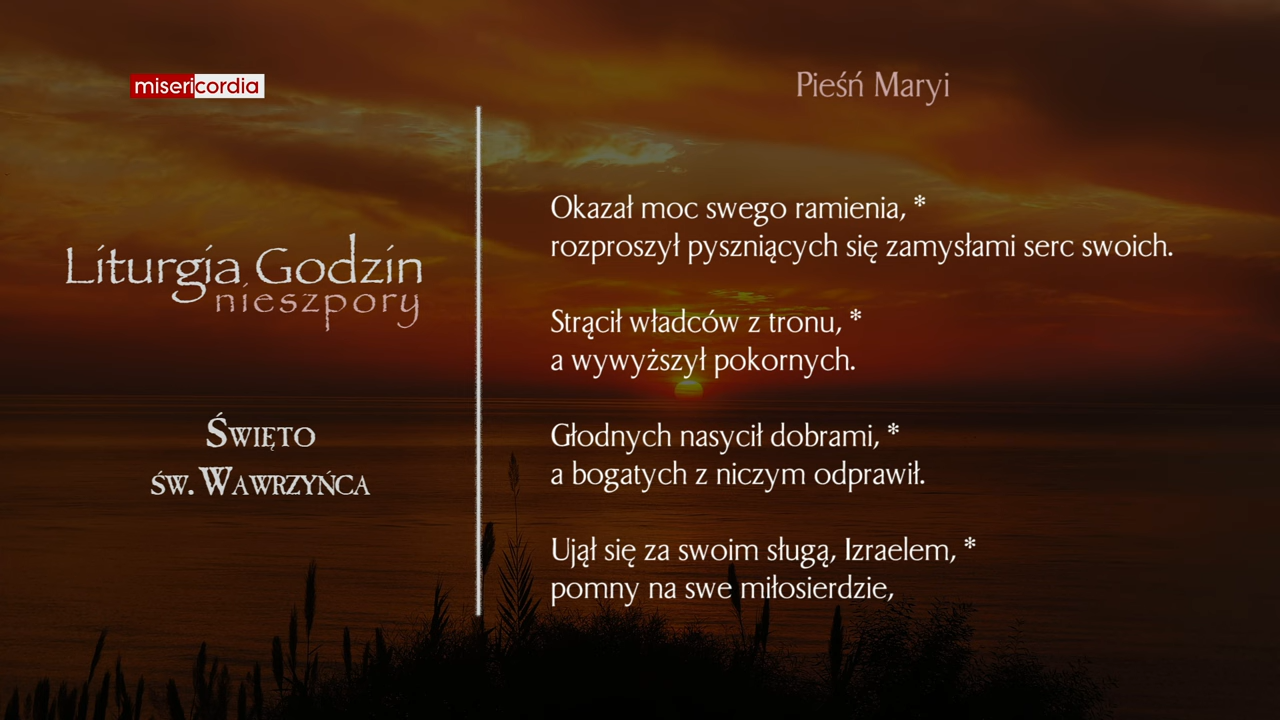 misericordia
Pieśń Maryi
Liturgia Godzin
nieszpory
Święto
św. Wawrzyńca
Okazał moc swego ramienia, *
rozproszył pyszniących się zamysłami serc swoich.
Strącił władców z tronu, *
a wywyższył pokornych.
Głodnych nasycił dobrami, *
a bogatych z niczym odprawił.
Ujął się za swoim sługą, Izraelem, *
pomny na swe miłosierdzie,